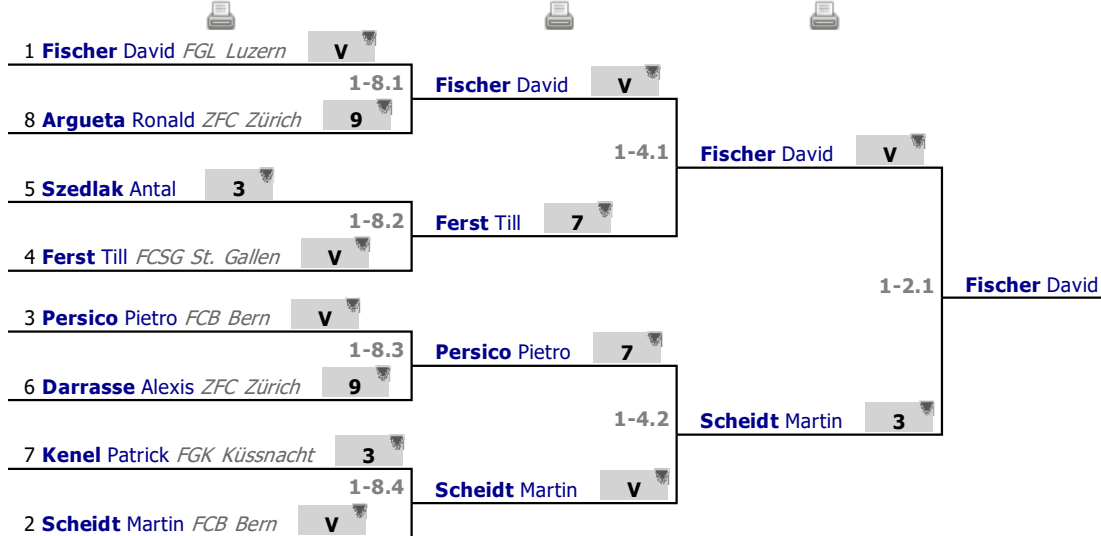 1 Fischer David FGL Luzern V
1-8.1
8 Argueta Ronald ZFC Zürich 9
5 Szedlak Antal 3
1-8.2
4 Ferst Till FCSG St. Gallen V
3 Persico Pietro FCB Bern V
1-8.3
6 Darrasse Alexis ZFC Zürich 9
7 Kenel Patrick FGK Küssnacht 3
1-8.4
2 Scheidt Martin FCB Bern V
Fischer David V
1-4.1
Ferst Till 7
Persico Pietro 7
1-4.2
Scheidt Martin V
Fischer David V
1-2.1
Scheidt Martin 3
Fischer David